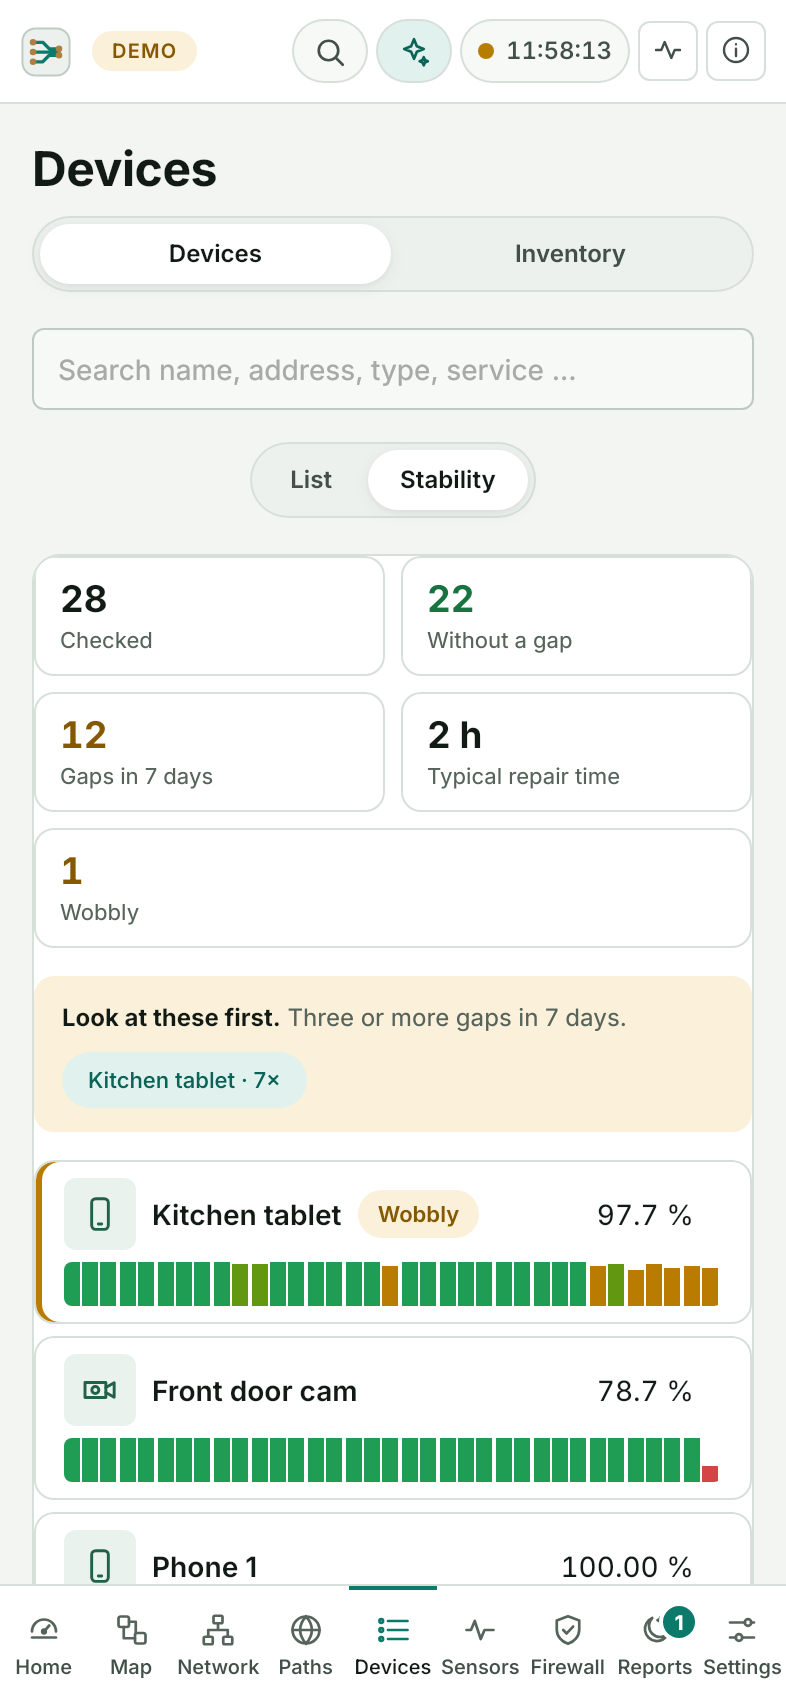 DEMO
11:58:13
Devices
Devices
Inventory
Search name, address, type, service ...
List
Stability
28
Checked
22
Without a gap
12
Gaps in 7 days
2 h
Typical repair time
1
Wobbly
Look at these first. Three or more gaps in 7 days.
Kitchen tablet · 7×
Kitchen tablet Wobbly 97.7 %
Front door cam 78.7 %
Phone 1 100.00 %
1
Home Map Network Paths Devices Sensors Firewall Reports Settings